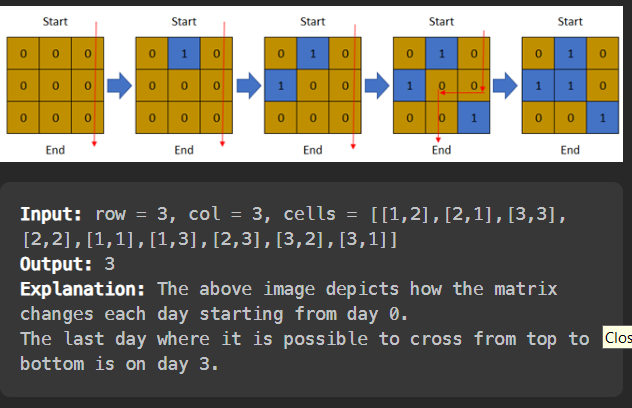 Start Start Start Start Start
0 0 0 0 1 0 0 1 0 0 1 0 0 1 0
0 0 0 0 0 0 1 0 0 1 0 0 1 1 0
0 0 0 0 0 0 0 0 0 0 0 1 0 0 1
End End End End End
Input: row = 3, col = 3, cells = [[1,2],[2,1],[3,3],
[2,2],[1,1],[1,3],[2,3],[3,2],[3,1]]
Output: 3
Explanation: The above image depicts how the matrix
changes each day starting from day 0.
The last day where it is possible to cross from top to
Clos
bottom is on day 3.